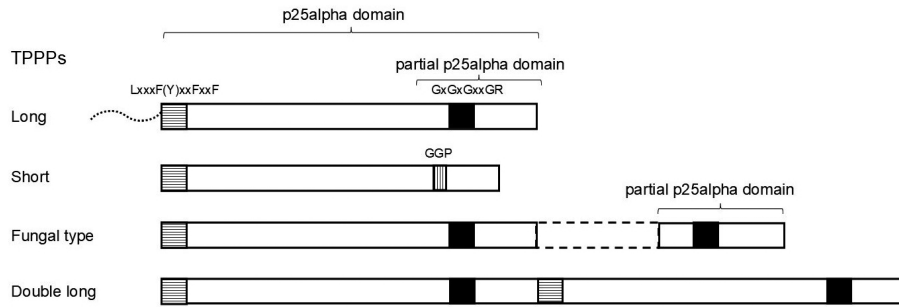 p25alpha domain
TPPPs
partial p25alpha domain
LxxxF(Y)xxFxxF
GxGxGxxGR
Long
GGP
Short
partial p25alpha domain
Fungal type
Double long